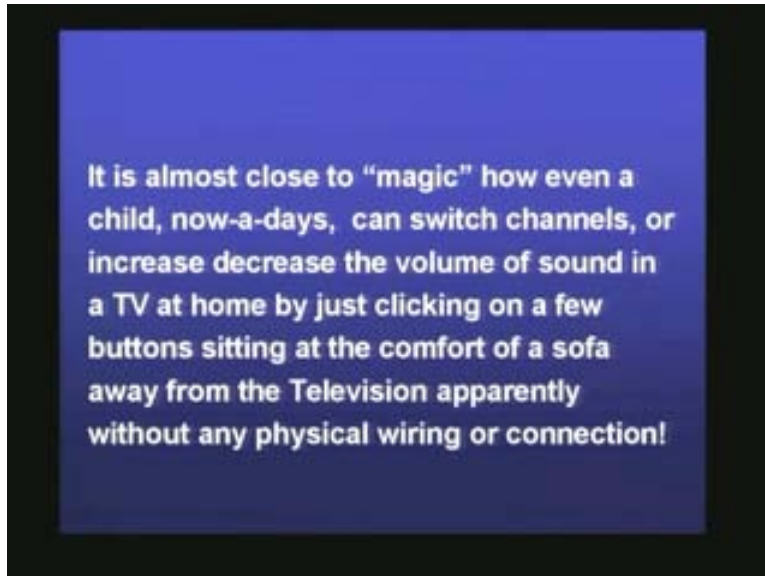 It is almost close to “magic” how even a
child, now-a-days, can switch channels, or
increase decrease the volume of sound in
a TV at home by just clicking on a few
buttons sitting at the comfort of a sofa
away from the Television apparently
without any physical wiring or connection!